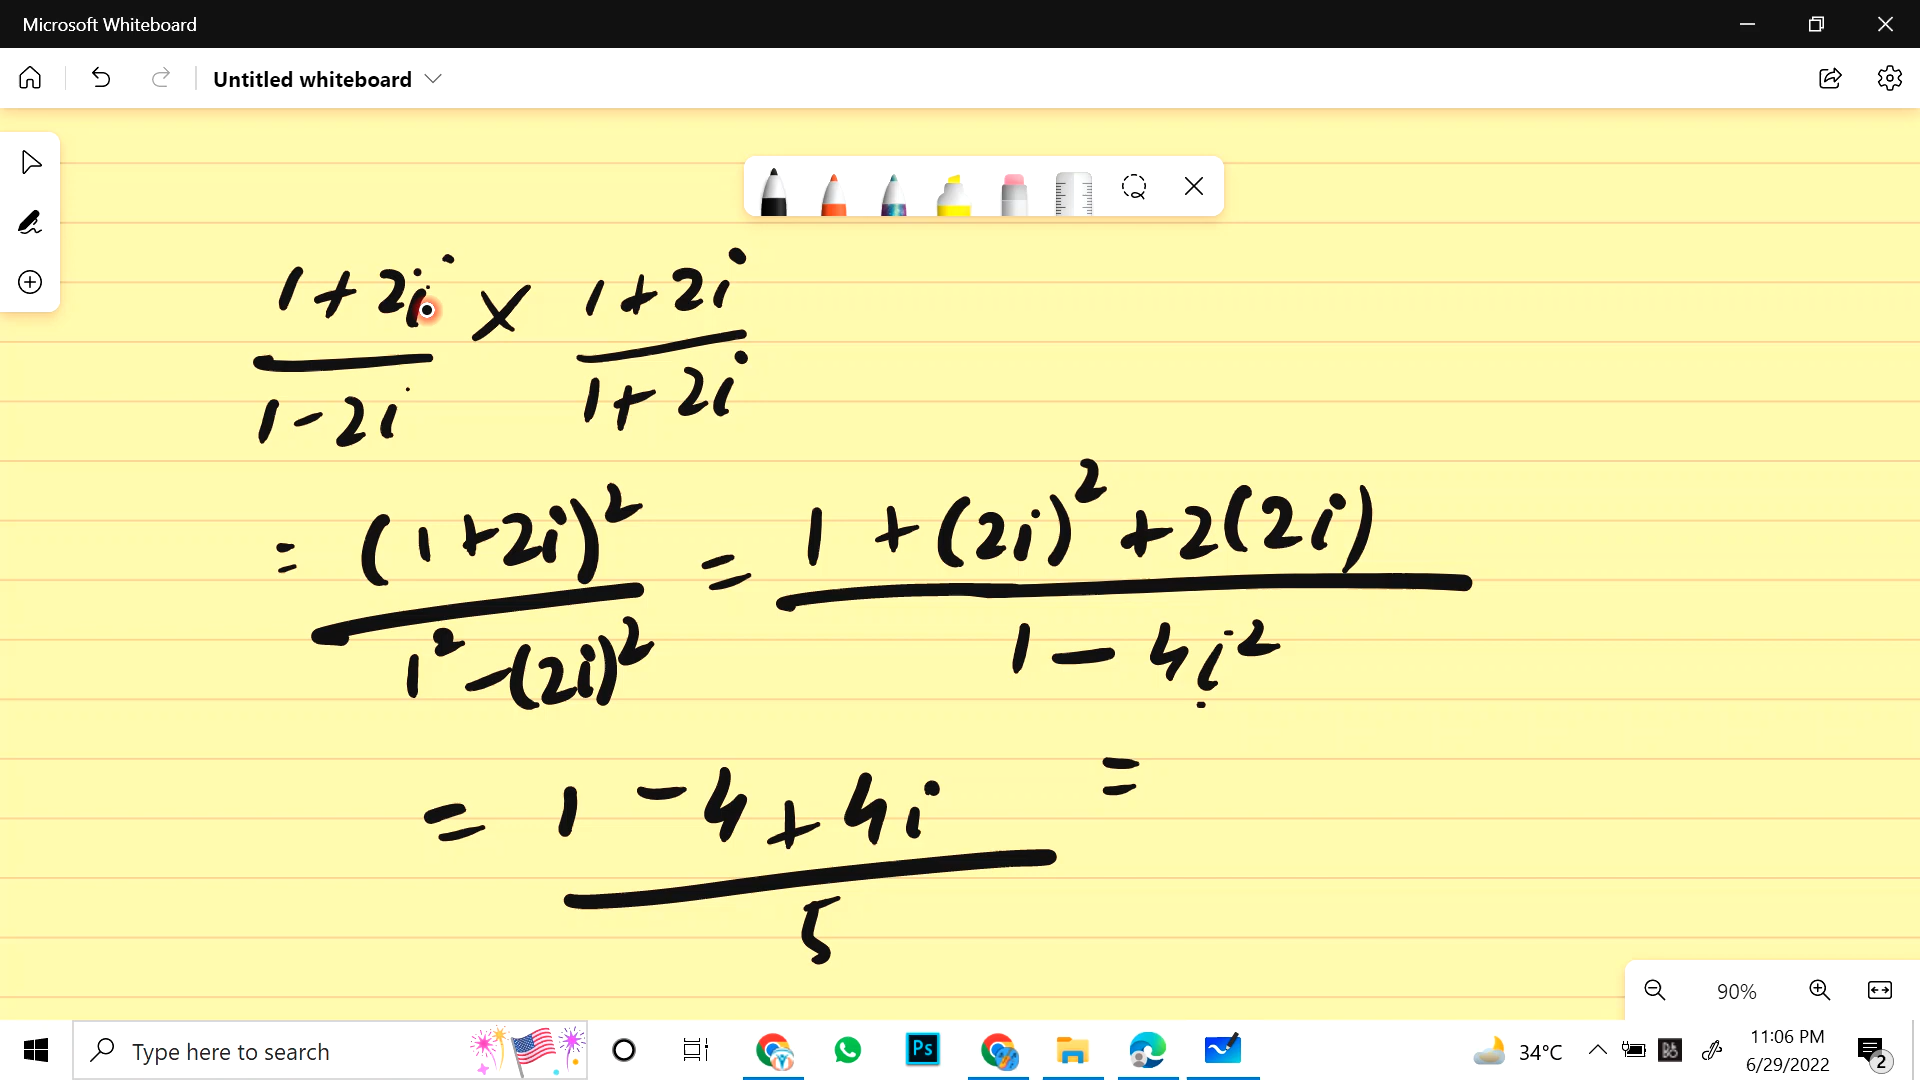 Microsoft Whiteboard
Untitled whiteboard
1 + 2i × 1 + 2i
1 - 2i 1 + 2i
= (1 + 2i)² = 1 + (2i)² + 2(2i)
1² - (2i)² 1 - 4i²
= 1 - 4 + 4i =
5
90%
Type here to search
Ps
34°C
11:06 PM
6/29/2022
2